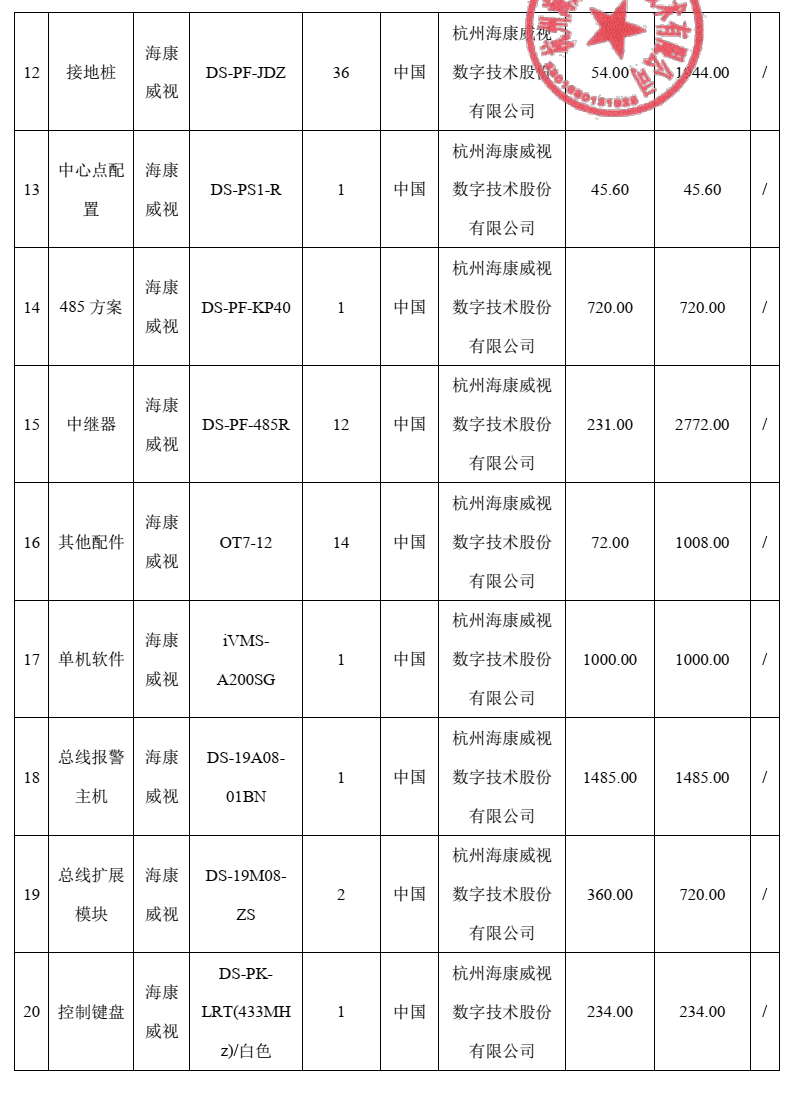 12 接地桩 海康威视 DS-PF-JDZ 36 中国 杭州海康威视数字技术股份有限公司 54.00 1944.00 /
13 中心点配置 海康威视 DS-PS1-R 1 中国 杭州海康威视数字技术股份有限公司 45.60 45.60 /
14 485 方案 海康威视 DS-PF-KP40 1 中国 杭州海康威视数字技术股份有限公司 720.00 720.00 /
15 中继器 海康威视 DS-PF-485R 12 中国 杭州海康威视数字技术股份有限公司 231.00 2772.00 /
16 其他配件 海康威视 OT7-12 14 中国 杭州海康威视数字技术股份有限公司 72.00 1008.00 /
17 单机软件 海康威视 iVMS-A200SG 1 中国 杭州海康威视数字技术股份有限公司 1000.00 1000.00 /
18 总线报警主机 海康威视 DS-19A08-01BN 1 中国 杭州海康威视数字技术股份有限公司 1485.00 1485.00 /
19 总线扩展模块 海康威视 DS-19M08-ZS 2 中国 杭州海康威视数字技术股份有限公司 360.00 720.00 /
20 控制键盘 海康威视 DS-PK-LRT(433MHz)/白色 1 中国 杭州海康威视数字技术股份有限公司 234.00 234.00 /